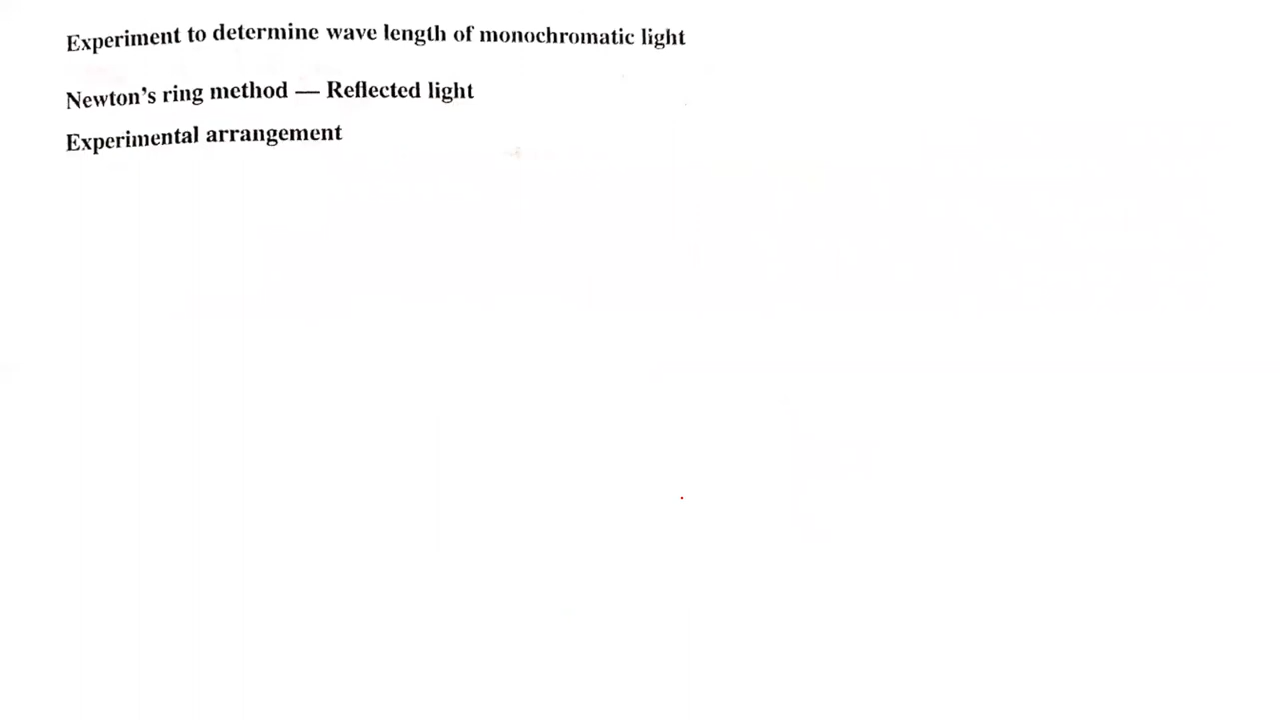 Experiment to determine wave length of monochromatic light
Newton's ring method — Reflected light
Experimental arrangement